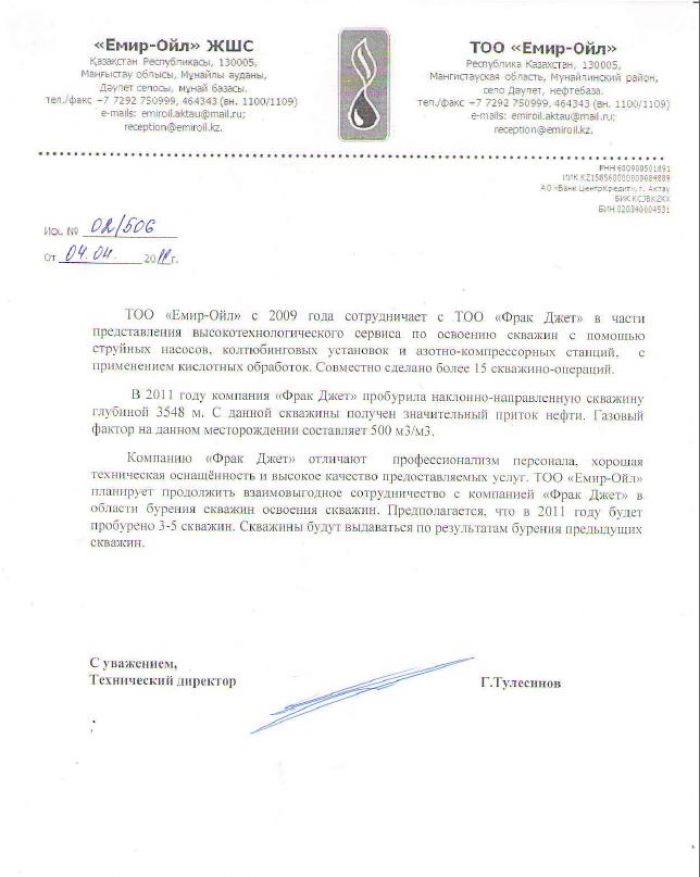 «Емир-Ойл» ЖШС
Қазақстан Республикасы, 130005,
Маңғыстау облысы, Мұнайлы ауданы,
Дәулет селосы, мұнай базасы.
тел./факс +7 7292 750999, 464343 (вн. 1100/1109)
e-mails: emiroil.aktau@mail.ru;
reception@emiroil.kz.
ТОО «Емир-Ойл»
Республика Казахстан, 130005,
Мангистауская область, Мунайлинский район,
село Даулет, нефтебаза.
тел./факс +7 7292 750999, 464343 (вн. 1100/1109)
e-mails: emiroil.aktau@mail.ru;
reception@emiroil.kz.
РНН 600900501891
ИИК
АО «Банк ЦентрКредит», г. Актау
БИК KCJBKZKX
БИН 020340004531
Исх. № 02/506
От 04.04. 2011г.
ТОО «Емир-Ойл» с 2009 года сотрудничает с ТОО «Фрак Джет» в части
представления высокотехнологического сервиса по освоению скважин с помощью
струйных насосов, колтюбинговых установок и азотно-компрессорных станций, с
применением кислотных обработок. Совместно сделано более 15 скважино-операций.
В 2011 году компания «Фрак Джет» пробурила наклонно-направленную скважину
глубиной 3548 м. С данной скважины получен значительный приток нефти. Газовый
фактор на данном месторождении составляет 500 м3/м3.
Компанию «Фрак Джет» отличают профессионализм персонала, хорошая
техническая оснащённость и высокое качество предоставляемых услуг. ТОО «Емир-Ойл»
планирует продолжить взаимовыгодное сотрудничество с компанией «Фрак Джет» в
области бурения скважин освоения скважин. Предполагается, что в 2011 году будет
пробурено 3-5 скважин. Скважины будут выдаваться по результатам бурения предыдущих
скважин.
С уважением,
Технический директор
Г.Тулесинов